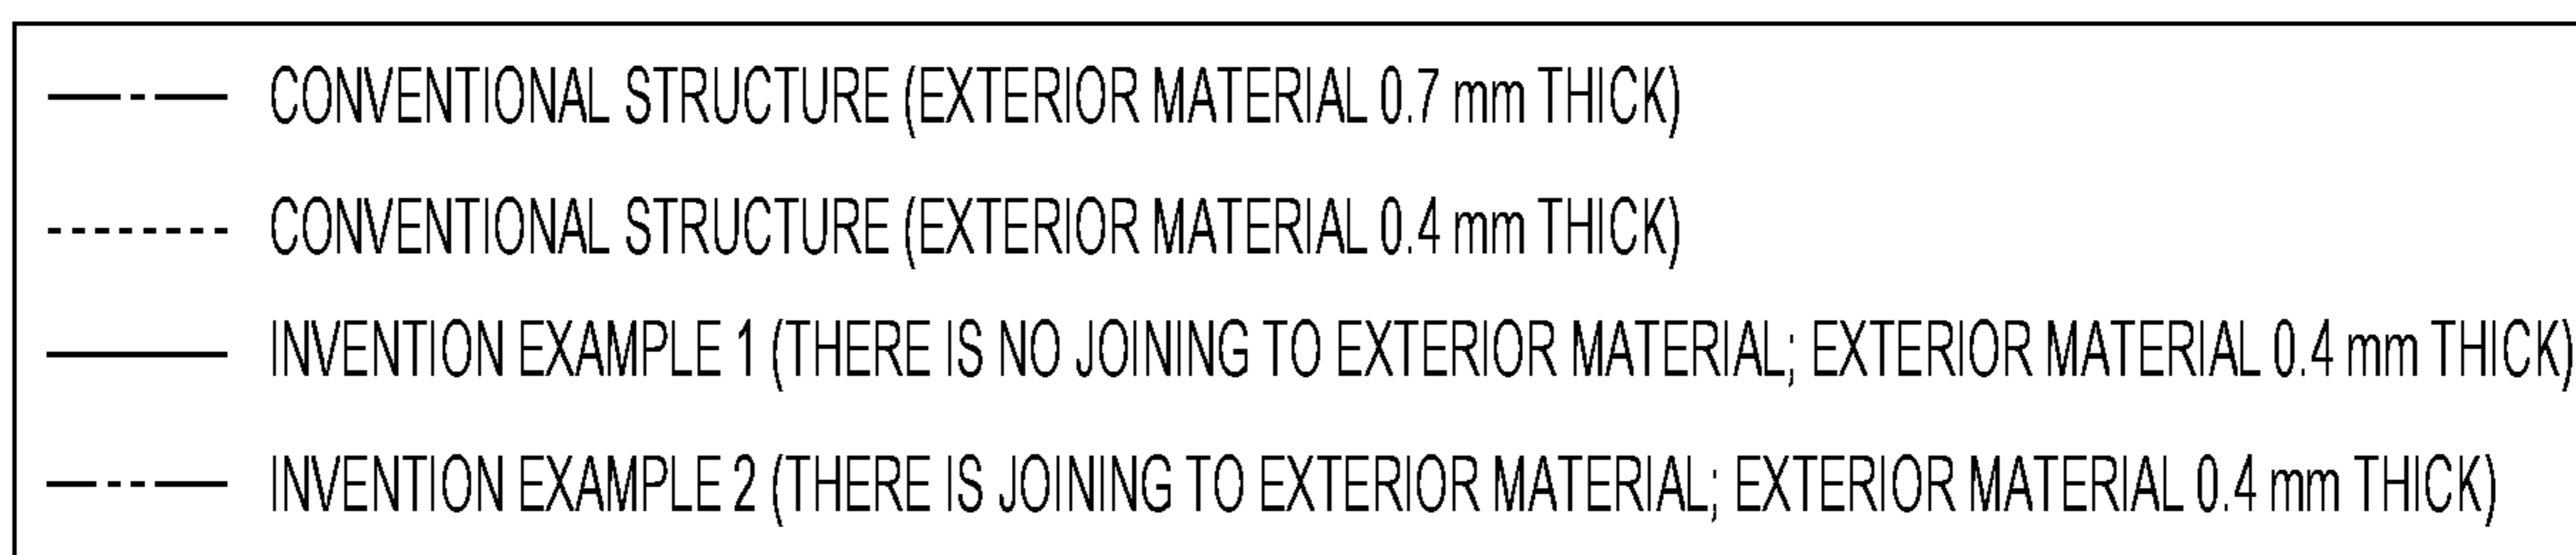 CONVENTIONAL STRUCTURE (EXTERIOR MATERIAL 0.7 mm THICK)
CONVENTIONAL STRUCTURE (EXTERIOR MATERIAL 0.4 mm THICK)
INVENTION EXAMPLE 1 (THERE IS NO JOINING TO EXTERIOR MATERIAL; EXTERIOR MATERIAL 0.4 mm THICK)
INVENTION EXAMPLE 2 (THERE IS JOINING TO EXTERIOR MATERIAL; EXTERIOR MATERIAL 0.4 mm THICK)